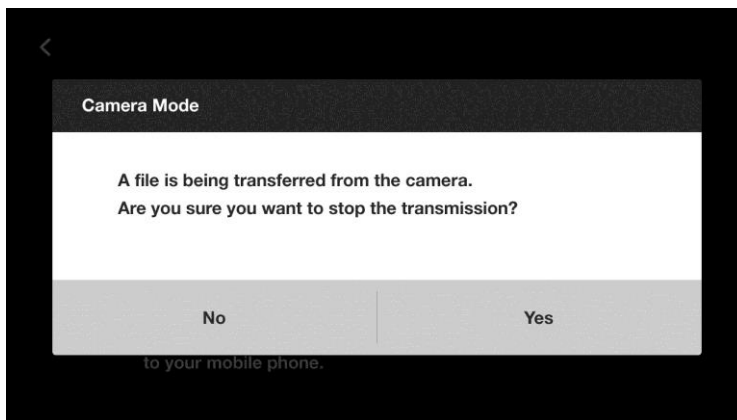 Camera Mode
A file is being transferred from the camera.
Are you sure you want to stop the transmission?
No
Yes
to your mobile phone.